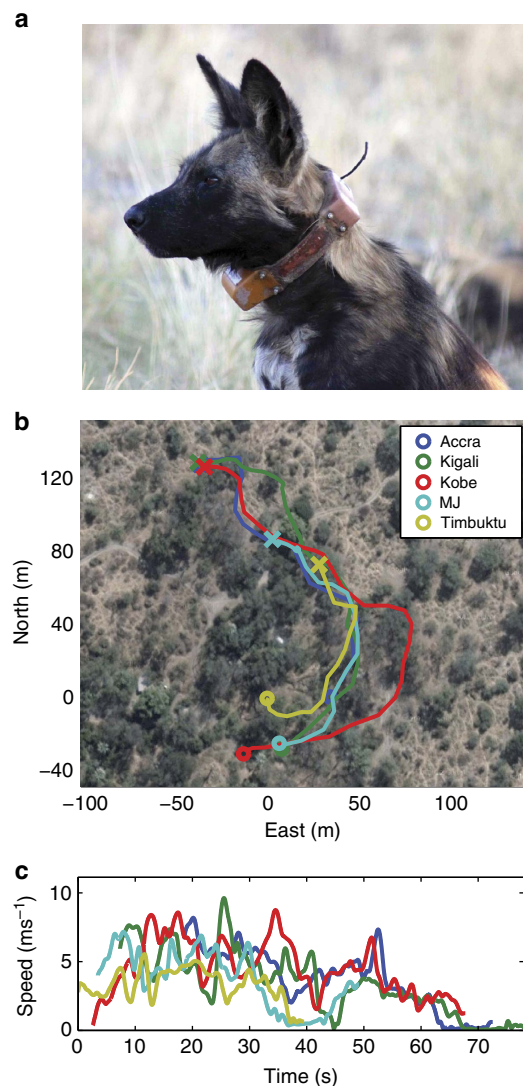 a
b
Accra
Kigali
Kobe
MJ
Timbuktu
120
80
40
0
−40
North (m)
−100
−50
0
50
100
East (m)
c
10
5
0
Speed (ms⁻¹)
0
10
20
30
40
50
60
70
Time (s)